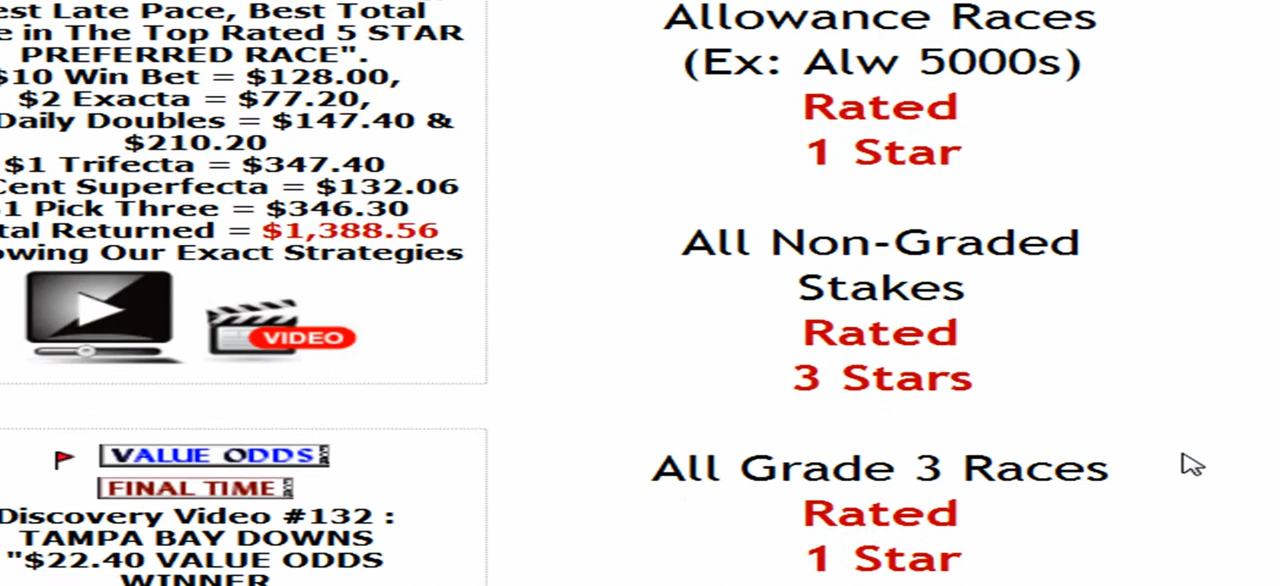 Late Pace, Best Total
in The Top Rated 5 STAR
PREFERRED RACE".
$10 Win Bet = $128.00,
$2 Exacta = $77.20,
Daily Doubles = $147.40 &
$210.20
$1 Trifecta = $347.40
Cent Superfecta = $132.06
1 Pick Three = $346.30
Returned = $1,388.56
Our Exact Strategies
VIDEO
VALUE ODDS
FINAL TIME
Discovery Video #132 :
TAMPA BAY DOWNS
"$22.40 VALUE ODDS
WINNER
Allowance Races
(Ex: Alw 5000s)
Rated
1 Star
All Non-Graded
Stakes
Rated
3 Stars
All Grade 3 Races
Rated
1 Star